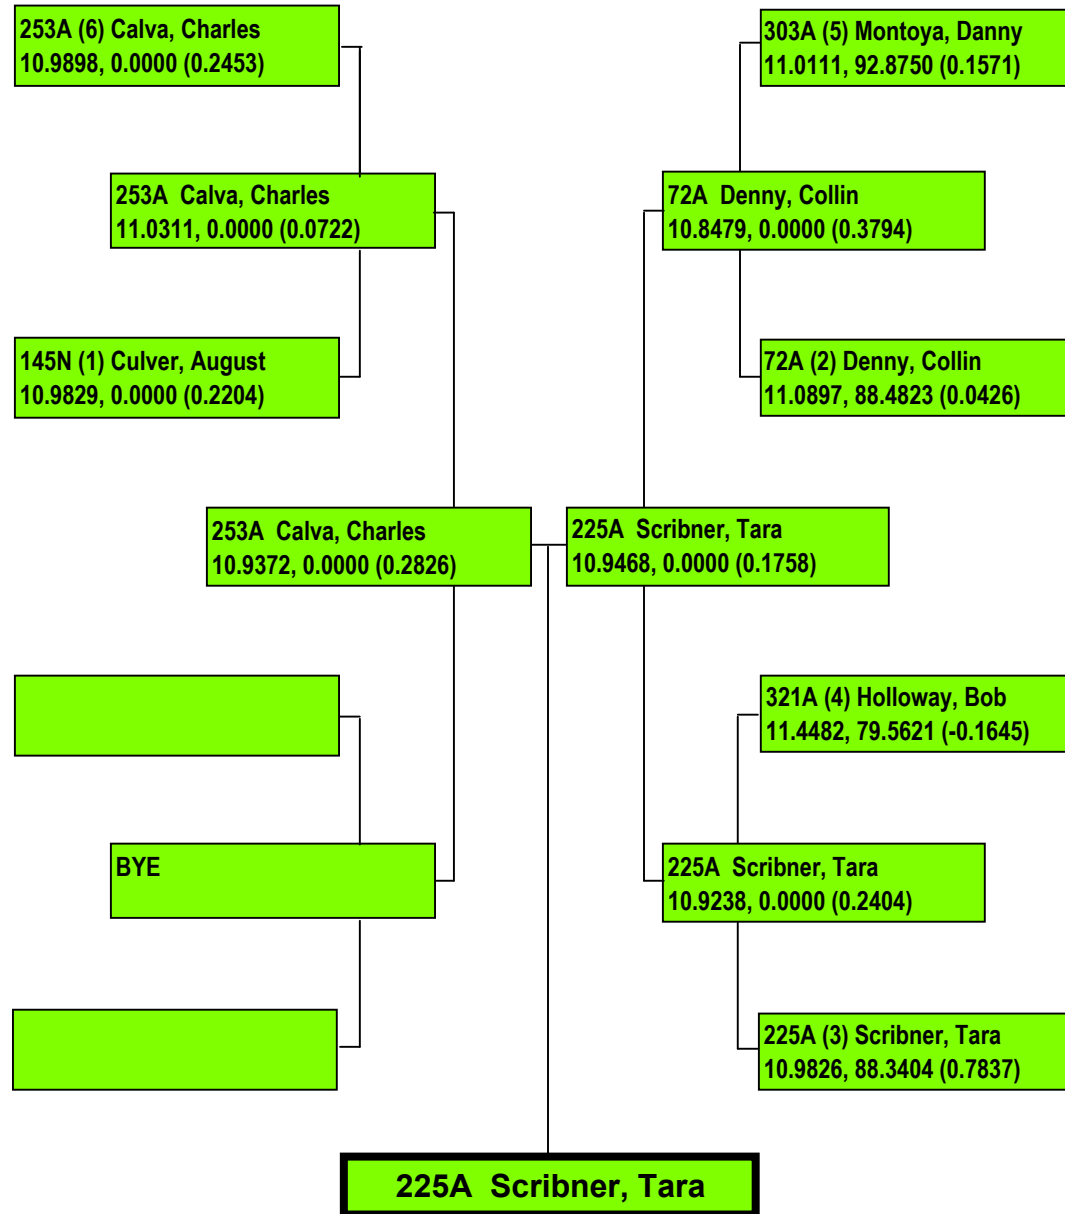 253A (6) Calva, Charles
10.9898, 0.0000 (0.2453)
303A (5) Montoya, Danny
11.0111, 92.8750 (0.1571)
253A  Calva, Charles
11.0311, 0.0000 (0.0722)
72A  Denny, Collin
10.8479, 0.0000 (0.3794)
145N (1) Culver, August
10.9829, 0.0000 (0.2204)
72A (2) Denny, Collin
11.0897, 88.4823 (0.0426)
253A  Calva, Charles
10.9372, 0.0000 (0.2826)
225A  Scribner, Tara
10.9468, 0.0000 (0.1758)
321A (4) Holloway, Bob
11.4482, 79.5621 (-0.1645)
BYE
225A  Scribner, Tara
10.9238, 0.0000 (0.2404)
225A (3) Scribner, Tara
10.9826, 88.3404 (0.7837)
225A  Scribner, Tara